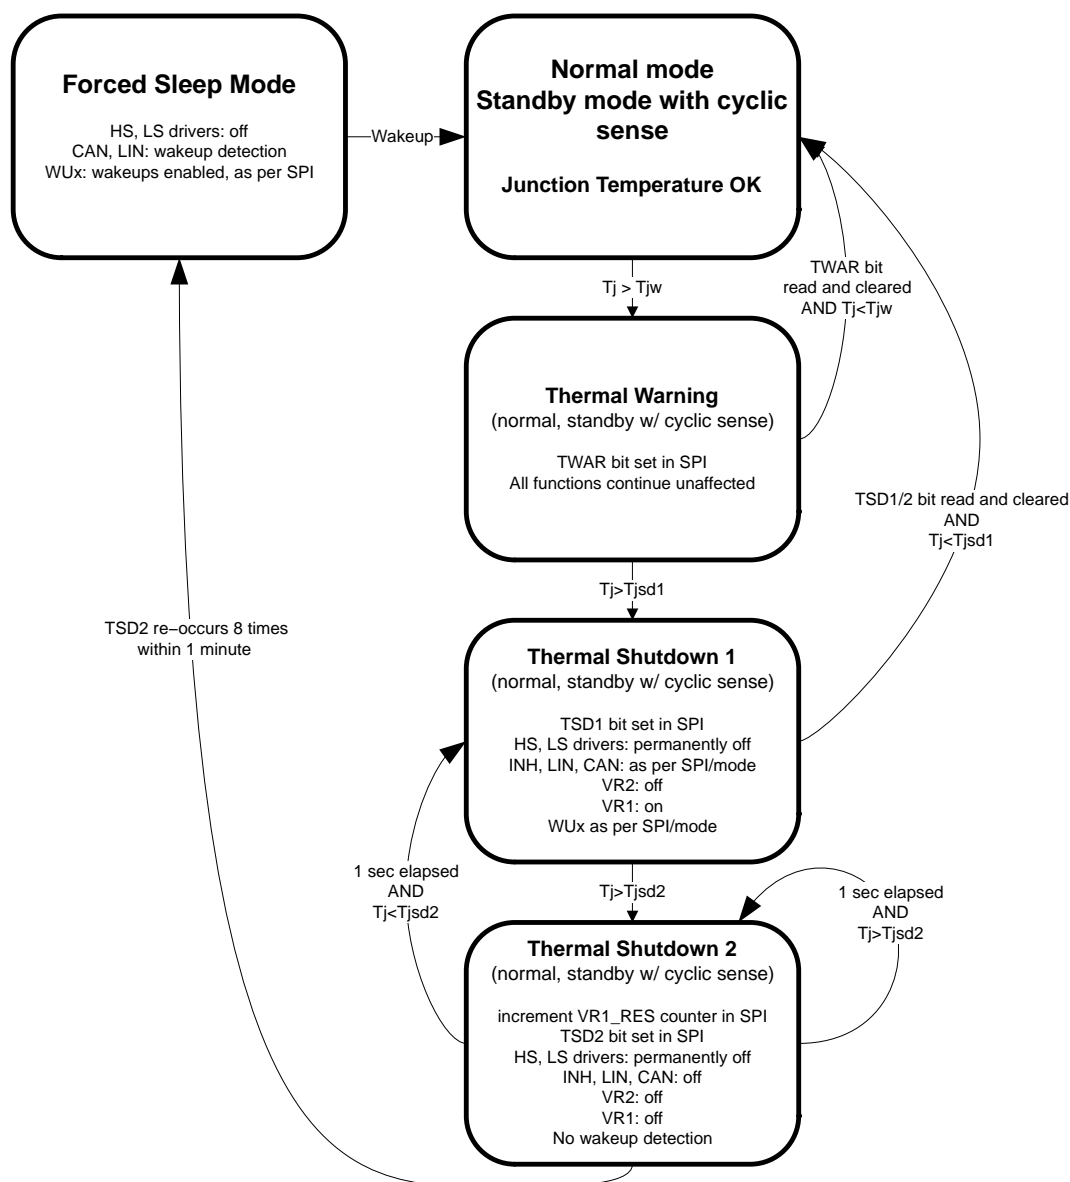 Forced Sleep Mode
HS, LS drivers: off
CAN, LIN: wakeup detection
WUx: wakeups enabled, as per SPI
Wakeup
Normal mode
Standby mode with cyclic
sense
Junction Temperature OK
Tj > Tjw
TWAR bit
read and cleared
AND Tj<Tjw
Thermal Warning
(normal, standby w/ cyclic sense)
TWAR bit set in SPI
All functions continue unaffected
TSD1/2 bit read and cleared
AND
Tj<Tjsd1
Tj>Tjsd1
TSD2 re−occurs 8 times
within 1 minute
Thermal Shutdown 1
(normal, standby w/ cyclic sense)
TSD1 bit set in SPI
HS, LS drivers: permanently off
INH, LIN, CAN: as per SPI/mode
VR2: off
VR1: on
WUx as per SPI/mode
1 sec elapsed
AND
Tj<Tjsd2
Tj>Tjsd2
1 sec elapsed
AND
Tj>Tjsd2
Thermal Shutdown 2
(normal, standby w/ cyclic sense)
increment VR1_RES counter in SPI
TSD2 bit set in SPI
HS, LS drivers: permanently off
INH, LIN, CAN: off
VR2: off
VR1: off
No wakeup detection